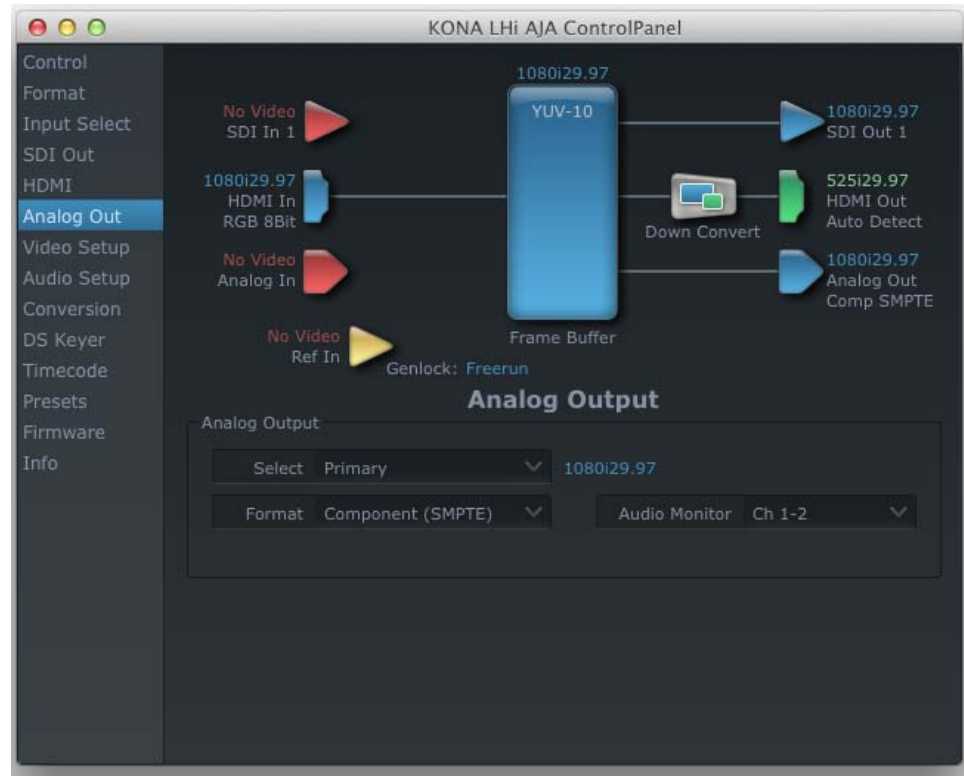 KONA LHi AJA ControlPanel
Control
Format
Input Select
SDI Out
HDMI
Analog Out
Video Setup
Audio Setup
Conversion
DS Keyer
Timecode
Presets
Firmware
Info
1080i29.97
YUV-10
No Video
SDI In 1
1080i29.97
SDI Out 1
1080i29.97
HDMI In
RGB 8Bit
Down Convert
525i29.97
HDMI Out
Auto Detect
No Video
Analog In
1080i29.97
Analog Out
Comp SMPTE
Frame Buffer
No Video
Ref In
Genlock: Freerun
Analog Output
Analog Output
Select Primary 1080i29.97
Format Component (SMPTE) Audio Monitor Ch 1-2